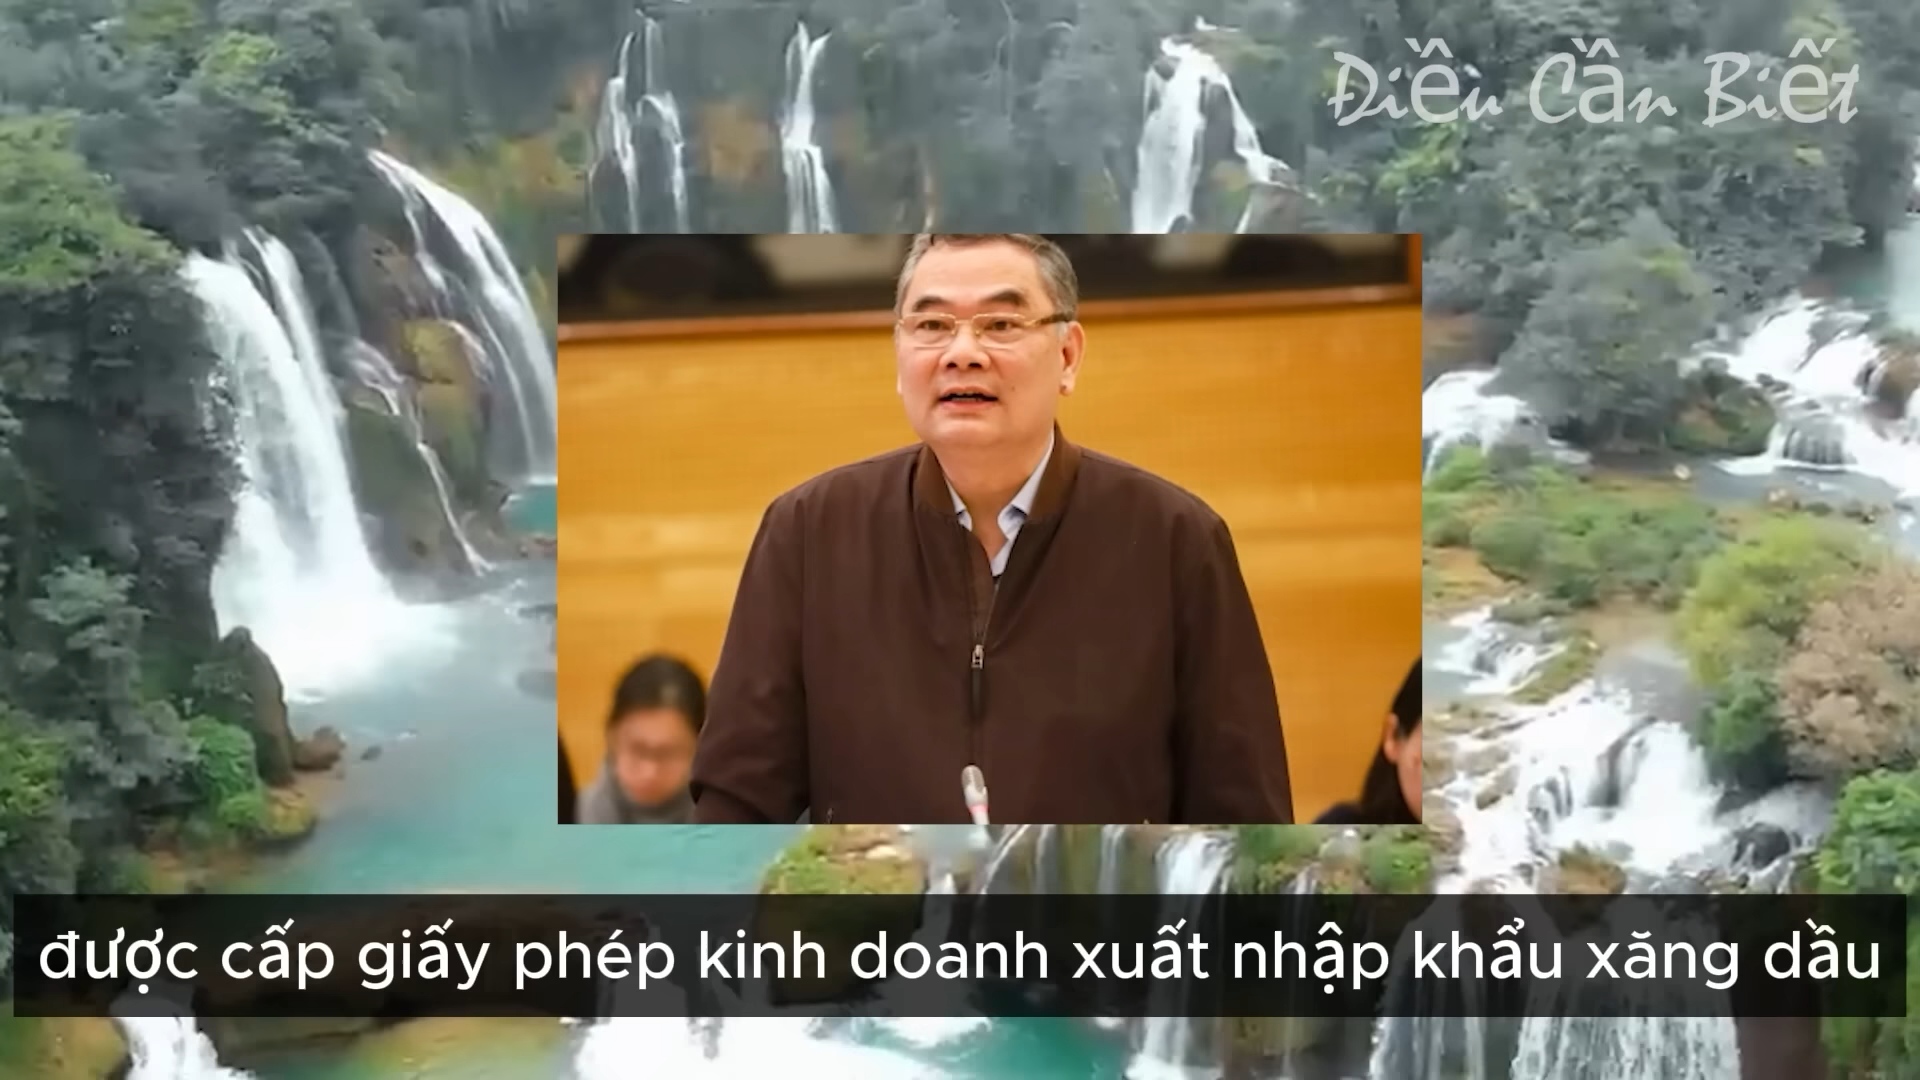 Điều Cần Biết
được cấp giấy phép kinh doanh xuất nhập khẩu xăng dầu